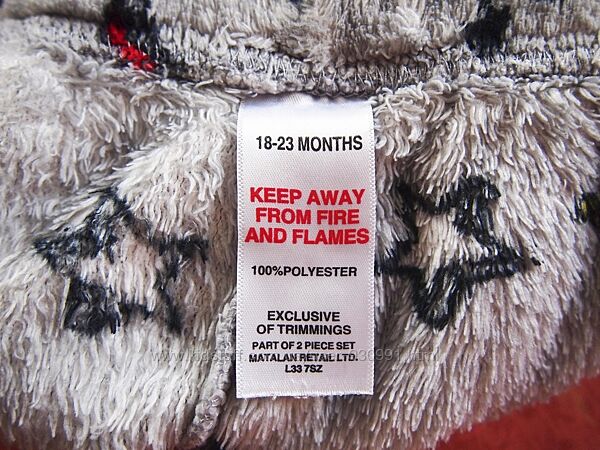 18-23 MONTHS
KEEP AWAY
FROM FIRE
AND FLAMES
100%POLYESTER
EXCLUSIVE
OF TRIMMINGS
PART OF 2 PIECE SET
MATALAN RETAIL LTD.
L33 7SZ